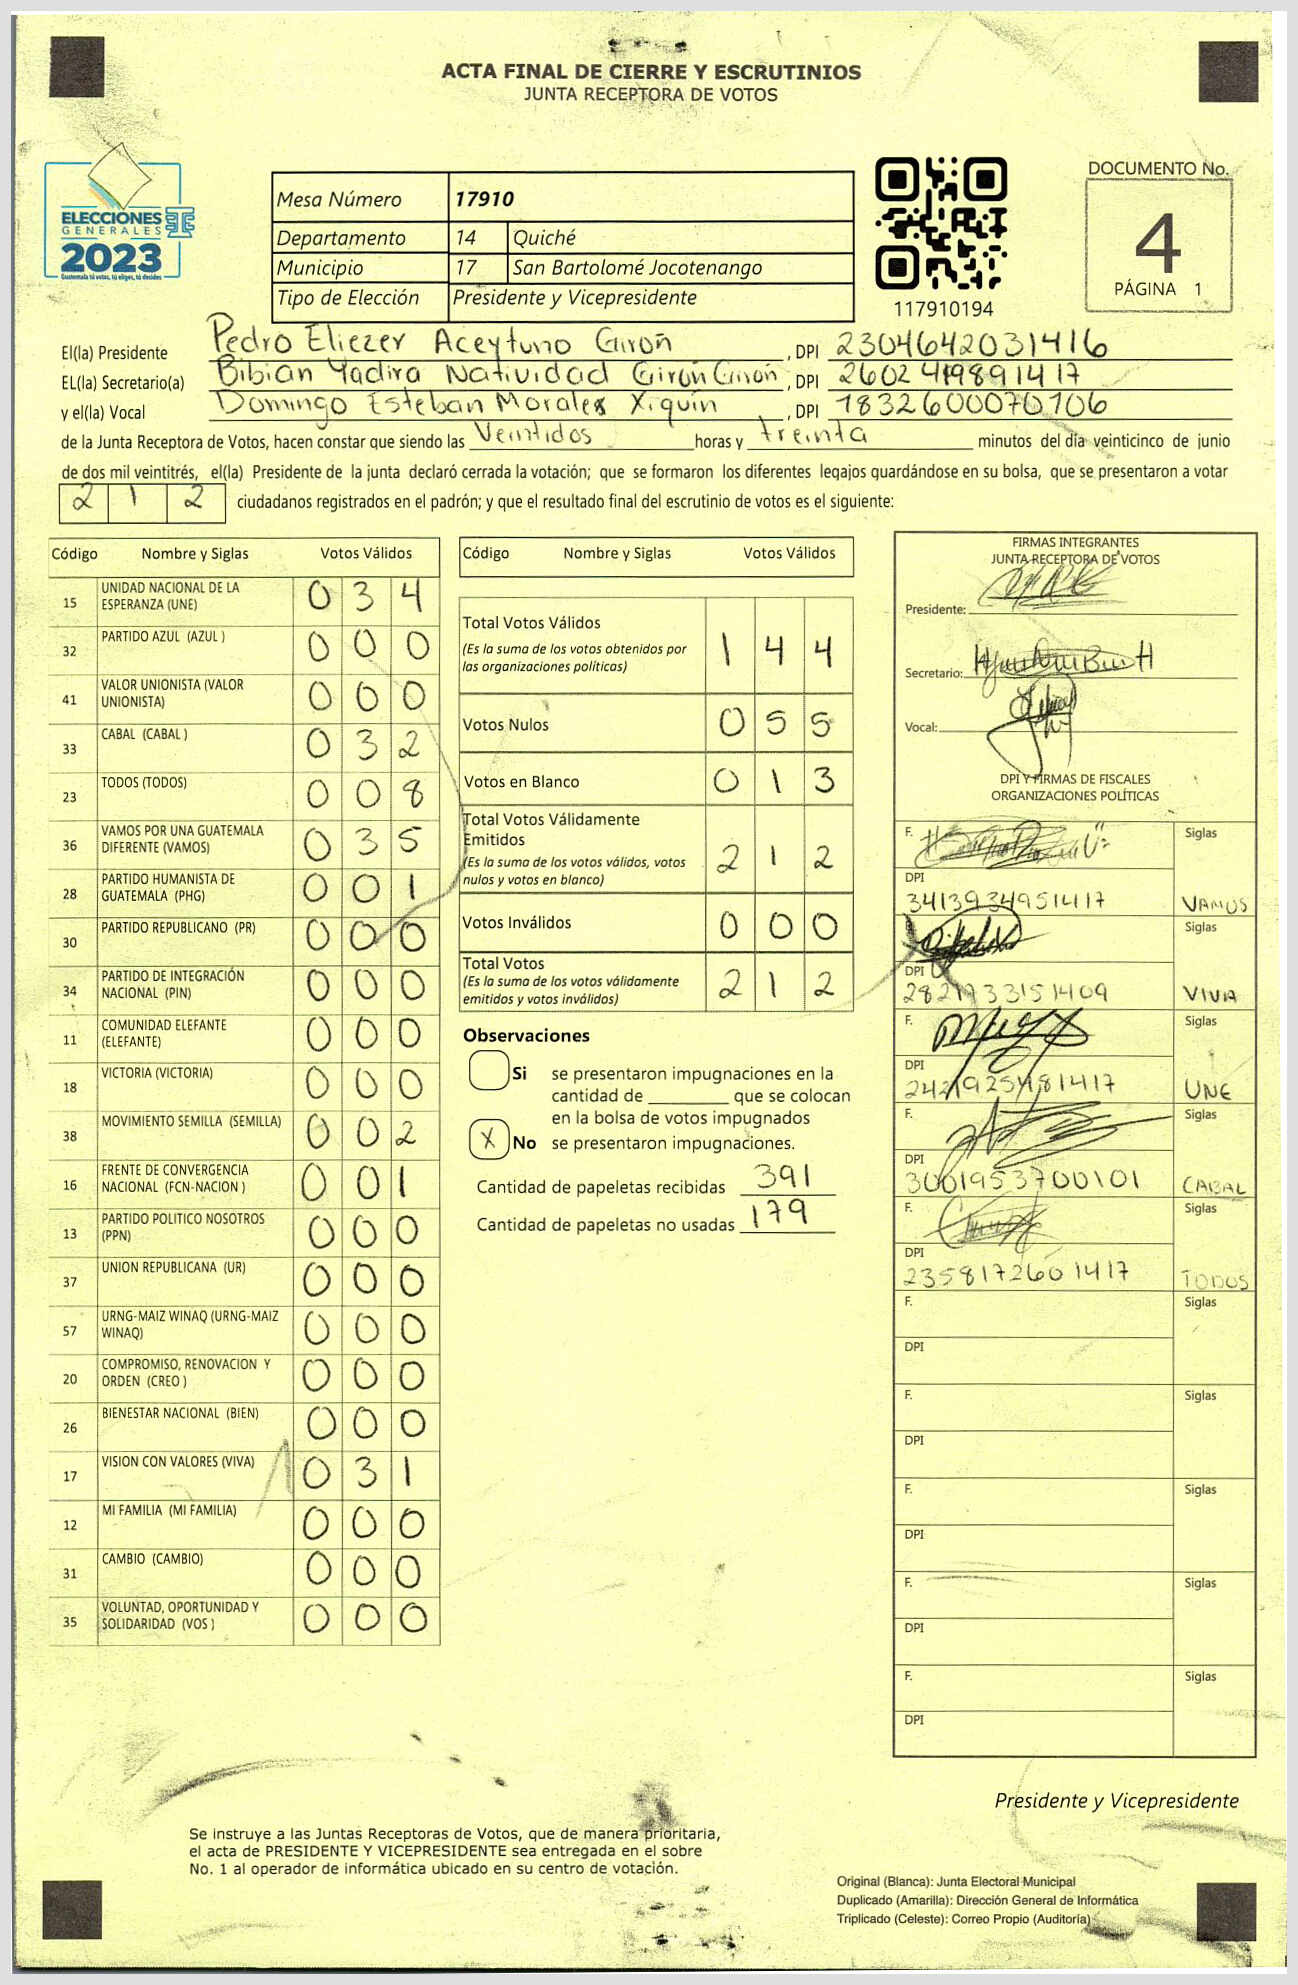 ACTA FINAL DE CIERRE Y ESCRUTINIOS
JUNTA RECEPTORA DE VOTOS
ELECCIONES
GENERALES
2023
Guatemala tú votas, tú eliges, tú decides
Mesa Número 17910
Departamento 14 Quiché
Municipio 17 San Bartolomé Jocotenango
Tipo de Elección Presidente y Vicepresidente
117910194
DOCUMENTO No.
4
PÁGINA 1
El(la) Presidente Pedro Eliezer Aceytuno Girón, DPI 2304642031416
EL(la) Secretario(a) Bibian Yadira Natividad Girón Girón, DPI 2602419891417
y el(la) Vocal Domingo Esteban Morales Xiquín, DPI 1832600070106
de la Junta Receptora de Votos, hacen constar que siendo las Veintidos horas y treinta minutos del día veinticinco de junio
de dos mil veintitrés, el(la) Presidente de la junta declaró cerrada la votación; que se formaron los diferentes legajos guardándose en su bolsa, que se presentaron a votar
2 1 2 ciudadanos registrados en el padrón; y que el resultado final del escrutinio de votos es el siguiente:
Código Nombre y Siglas Votos Válidos
15 UNIDAD NACIONAL DE LA ESPERANZA (UNE) 0 3 4
32 PARTIDO AZUL (AZUL ) 0 0 0
41 VALOR UNIONISTA (VALOR UNIONISTA) 0 0 0
33 CABAL (CABAL ) 0 3 2
23 TODOS (TODOS) 0 0 8
36 VAMOS POR UNA GUATEMALA DIFERENTE (VAMOS) 0 3 5
28 PARTIDO HUMANISTA DE GUATEMALA (PHG) 0 0 1
30 PARTIDO REPUBLICANO (PR) 0 0 0
34 PARTIDO DE INTEGRACIÓN NACIONAL (PIN) 0 0 0
11 COMUNIDAD ELEFANTE (ELEFANTE) 0 0 0
18 VICTORIA (VICTORIA) 0 0 0
38 MOVIMIENTO SEMILLA (SEMILLA) 0 0 2
16 FRENTE DE CONVERGENCIA NACIONAL (FCN-NACION ) 0 0 1
13 PARTIDO POLITICO NOSOTROS (PPN) 0 0 0
37 UNION REPUBLICANA (UR) 0 0 0
57 URNG-MAIZ WINAQ (URNG-MAIZ WINAQ) 0 0 0
20 COMPROMISO, RENOVACION Y ORDEN (CREO ) 0 0 0
26 BIENESTAR NACIONAL (BIEN) 0 0 0
17 VISION CON VALORES (VIVA) 0 3 1
12 MI FAMILIA (MI FAMILIA) 0 0 0
31 CAMBIO (CAMBIO) 0 0 0
35 VOLUNTAD, OPORTUNIDAD Y SOLIDARIDAD (VOS ) 0 0 0
Código Nombre y Siglas Votos Válidos
Total Votos Válidos 1 4 4
(Es la suma de los votos obtenidos por
las organizaciones políticas)
Votos Nulos 0 5 5
Votos en Blanco 0 1 3
Total Votos Válidamente
Emitidos 2 1 2
(Es la suma de los votos válidos, votos
nulos y votos en blanco)
Votos Inválidos 0 0 0
Total Votos 2 1 2
(Es la suma de los votos válidamente
emitidos y votos inválidos)
Observaciones
Si se presentaron impugnaciones en la
cantidad de ________ que se colocan
en la bolsa de votos impugnados
X No se presentaron impugnaciones.
Cantidad de papeletas recibidas 391
Cantidad de papeletas no usadas 179
FIRMAS INTEGRANTES
JUNTA RECEPTORA DE VOTOS
Presidente:
Secretario:
Vocal:
DPI Y FIRMAS DE FISCALES
ORGANIZACIONES POLÍTICAS
F. Siglas
DPI
3413934951417 VAMOS
F. Siglas
DPI
2821933151409 VIVA
F. Siglas
DPI
2421925481417 UNE
F. Siglas
DPI
3001953700101 CABAL
F. Siglas
DPI
2358172601417 TODOS
F. Siglas
DPI
F. Siglas
DPI
F. Siglas
DPI
F. Siglas
DPI
F. Siglas
DPI
Presidente y Vicepresidente
Se instruye a las Juntas Receptoras de Votos, que de manera prioritaria,
el acta de PRESIDENTE Y VICEPRESIDENTE sea entregada en el sobre
No. 1 al operador de informática ubicado en su centro de votación.
Original (Blanca): Junta Electoral Municipal
Duplicado (Amarilla): Dirección General de Informática
Triplicado (Celeste): Correo Propio (Auditoría)